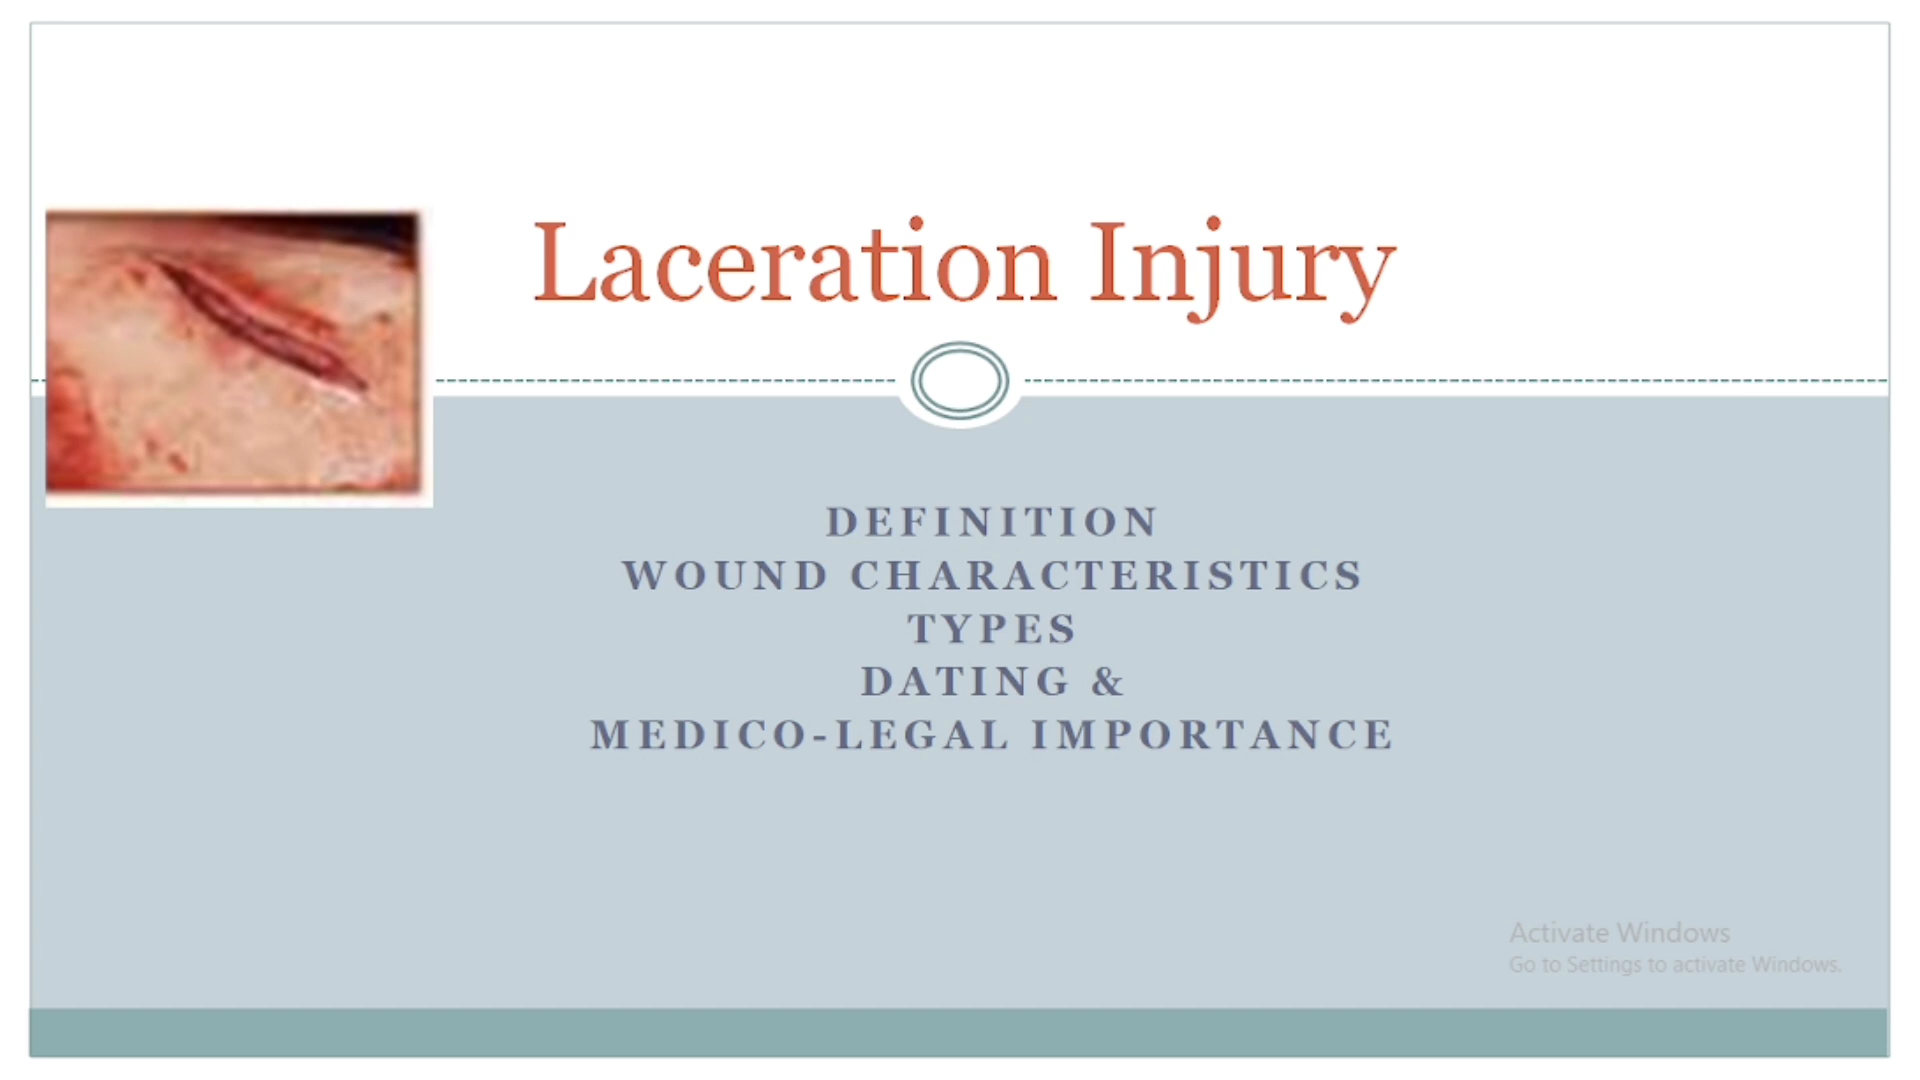 Laceration Injury
DEFINITION
WOUND CHARACTERISTICS
TYPES
DATING &
MEDICO-LEGAL IMPORTANCE
Activate Windows
Go to Settings to activate Windows.